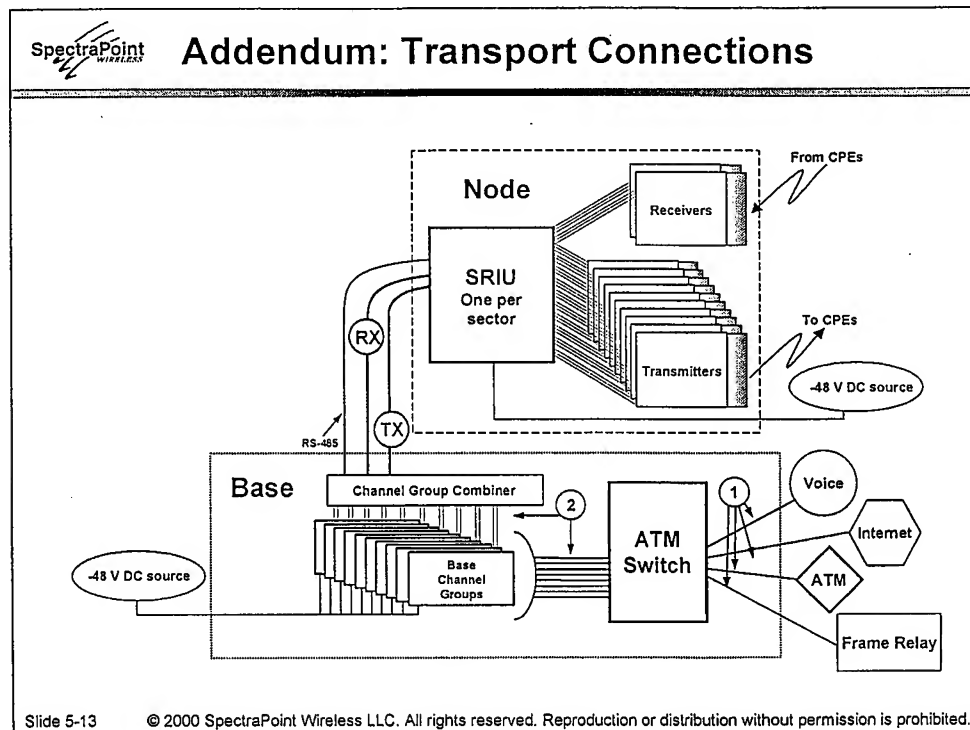 SpectraPoint
WIRELESS
Addendum: Transport Connections
From CPEs
Node
Receivers
SRIU
One per
sector
RX
To CPEs
Transmitters
-48 V DC source
TX
RS-485
Base
Channel Group Combiner
2
1
Voice
ATM
Switch
Internet
-48 V DC source
Base
Channel
Groups
ATM
Frame Relay
Slide 5-13
© 2000 SpectraPoint Wireless LLC. All rights reserved. Reproduction or distribution without permission is prohibited.